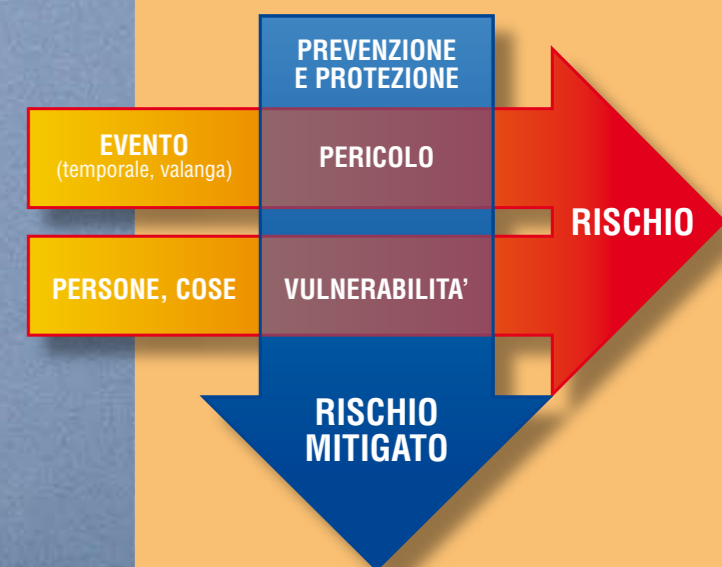 PREVENZIONE
E PROTEZIONE
EVENTO
(temporale, valanga)
PERICOLO
RISCHIO
PERSONE, COSE
VULNERABILITA’
RISCHIO
MITIGATO